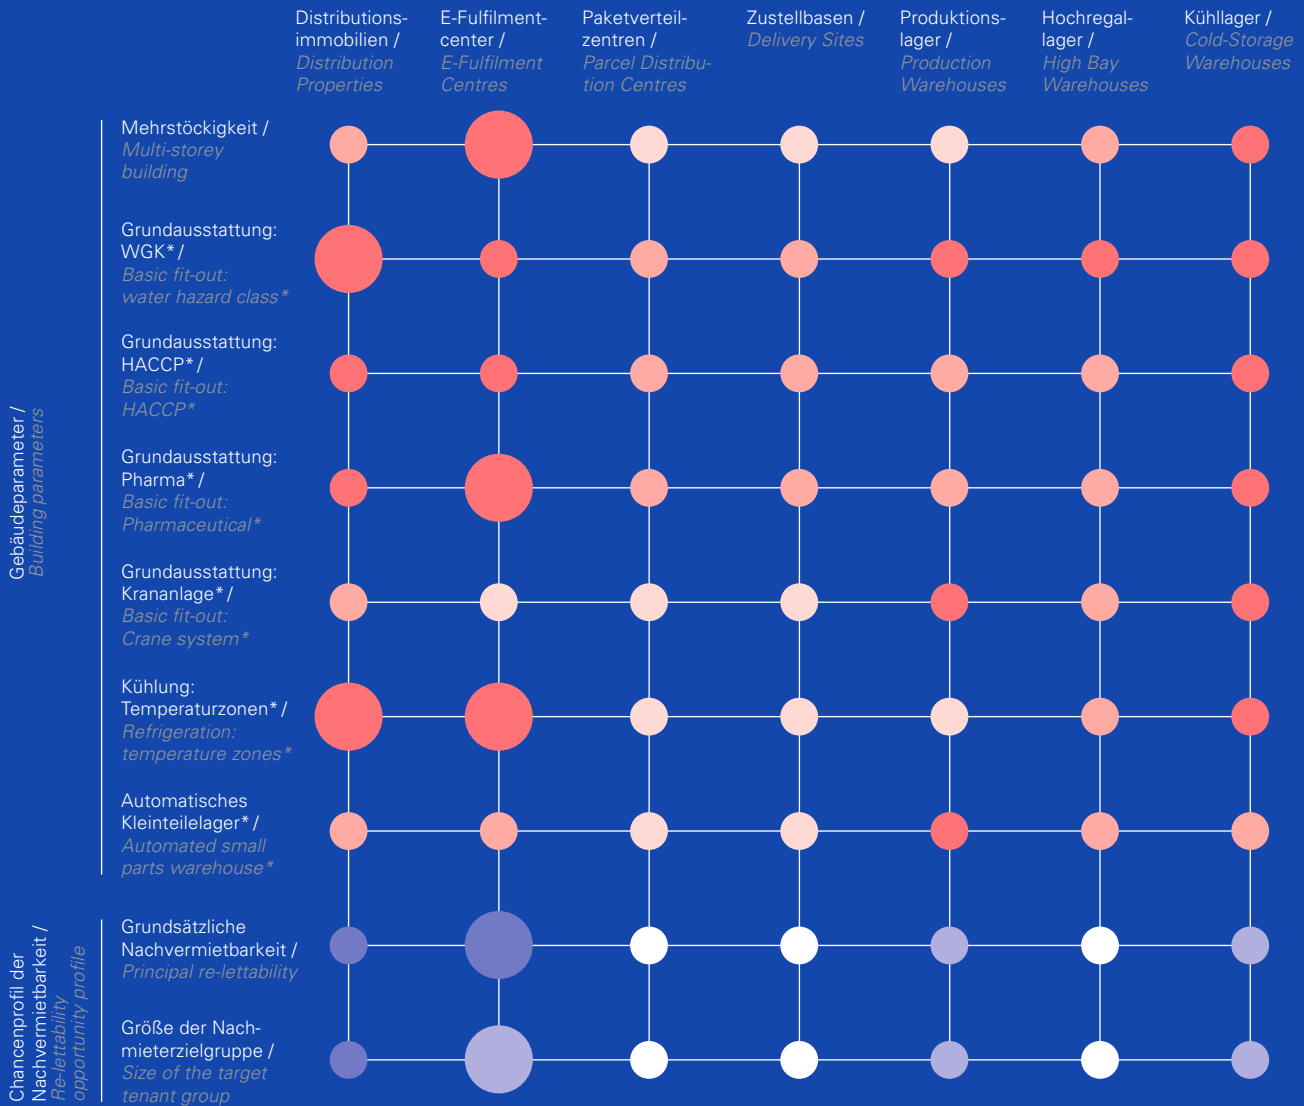 Distributions-
immobilien /
Distribution
Properties
E-Fulfilment-
center /
E-Fulfilment
Centres
Paketverteil-
zentren /
Parcel Distribu-
tion Centres
Zustellbasen /
Delivery Sites
Produktions-
lager /
Production
Warehouses
Hochregal-
lager /
High Bay
Warehouses
Kühllager /
Cold-Storage
Warehouses
Gebäudeparameter /
Building parameters
Mehrstöckigkeit /
Multi-storey
building
Grundausstattung:
WGK* /
Basic fit-out:
water hazard class*
Grundausstattung:
HACCP* /
Basic fit-out:
HACCP*
Grundausstattung:
Pharma* /
Basic fit-out:
Pharmaceutical*
Grundausstattung:
Krananlage* /
Basic fit-out:
Crane system*
Kühlung:
Temperaturzonen* /
Refrigeration:
temperature zones*
Automatisches
Kleinteilelager* /
Automated small
parts warehouse*
Chancenprofil der
Nachvermietbarkeit /
Re-lettability
opportunity profile
Grundsätzliche
Nachvermietbarkeit /
Principal re-lettability
Größe der Nach-
mieterzielgruppe /
Size of the target
tenant group